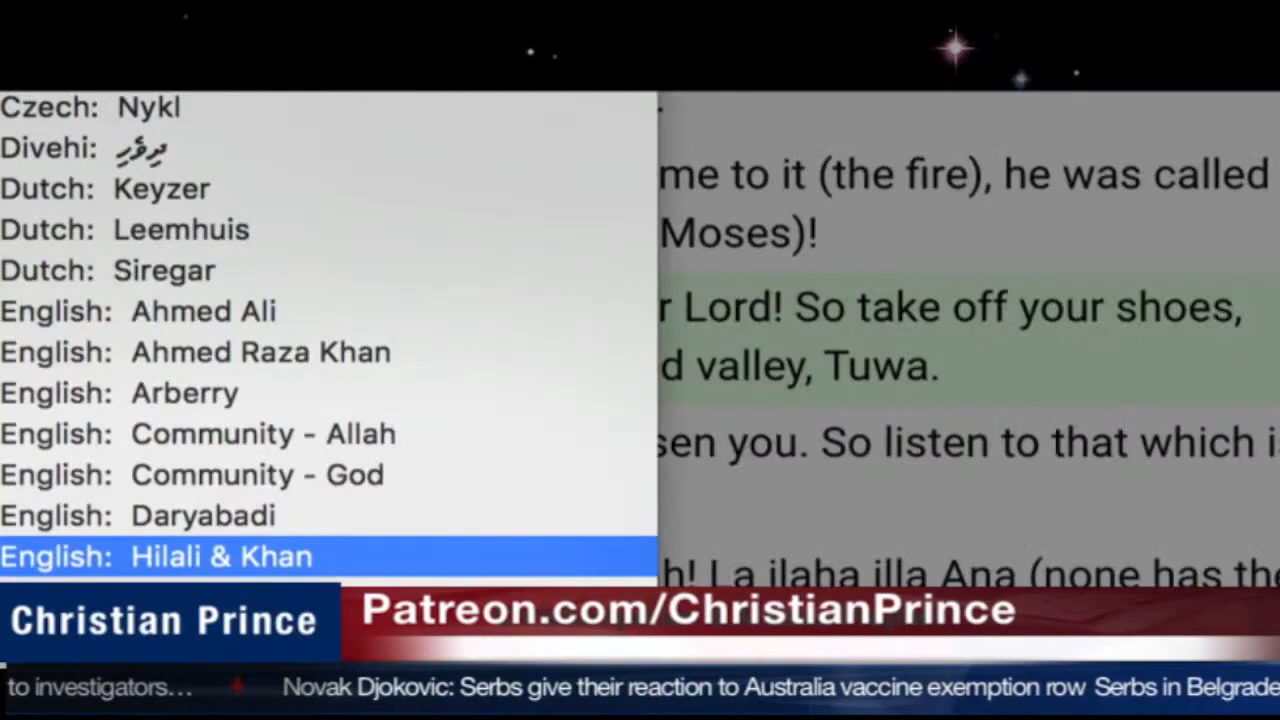 Czech: Nykl
Divehi: ދިވެހި
Dutch: Keyzer
Dutch: Leemhuis
Dutch: Siregar
English: Ahmed Ali
English: Ahmed Raza Khan
English: Arberry
English: Community - Allah
English: Community - God
English: Daryabadi
English: Hilali & Khan
me to it (the fire), he was called
Moses)!
r Lord! So take off your shoes,
d valley, Tuwa.
sen you. So listen to that which is
h! La ilaha illa Ana (none has the
Christian Prince
Patreon.com/ChristianPrince
to investigators… Novak Djokovic: Serbs give their reaction to Australia vaccine exemption row Serbs in Belgrade